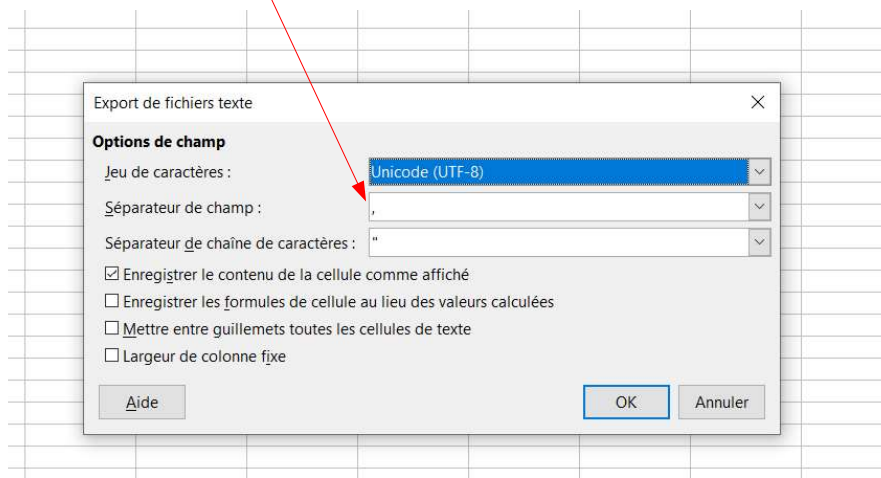 Export de fichiers texte
Options de champ
Jeu de caractères :
Unicode (UTF-8)
Séparateur de champ :
,
Séparateur de chaîne de caractères :
"
Enregistrer le contenu de la cellule comme affiché
Enregistrer les formules de cellule au lieu des valeurs calculées
Mettre entre guillemets toutes les cellules de texte
Largeur de colonne fixe
Aide
OK
Annuler